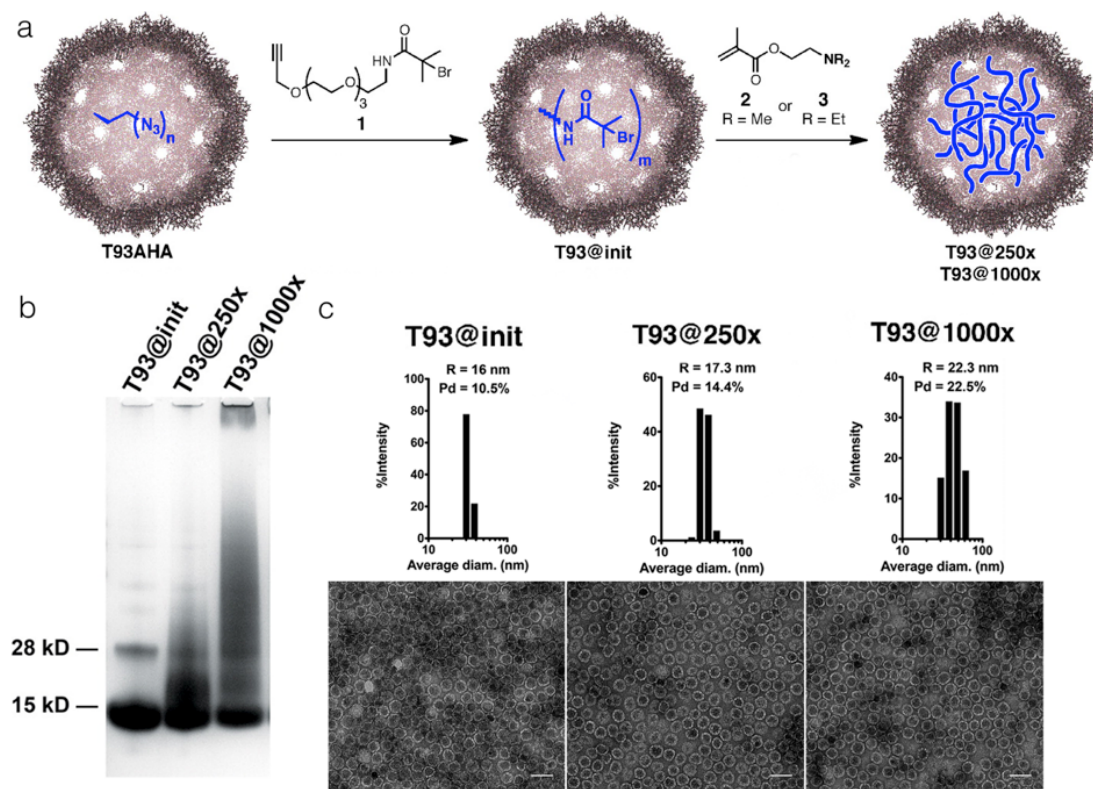 a
N₃
n
T93AHA
O
O
3
HN
O
Br
1
N
H
O
Br
m
T93@init
O
O
NR₂
2 or 3
R = Me R = Et
T93@250x
T93@1000x
b
T93@init
T93@250x
T93@1000x
28 kD
15 kD
c
T93@init
R = 16 nm
Pd = 10.5%
%Intensity
100
80
60
40
20
0
10 100
Average diam. (nm)
T93@250x
R = 17.3 nm
Pd = 14.4%
%Intensity
60
40
20
0
10 100
Average diam. (nm)
T93@1000x
R = 22.3 nm
Pd = 22.5%
%Intensity
40
30
20
10
0
10 100
Average diam. (nm)